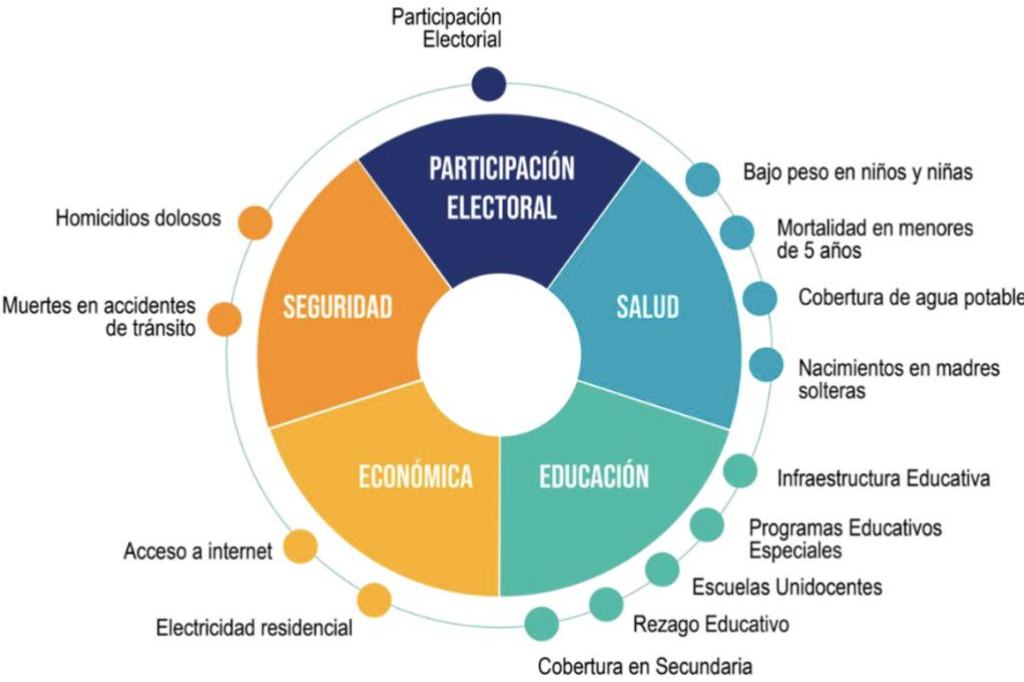 Participación
Electorial
PARTICIPACIÓN
ELECTORAL
Bajo peso en niños y niñas
Mortalidad en menores
de 5 años
Homicidios dolosos
SEGURIDAD
SALUD
Cobertura de agua potable
Muertes en accidentes
de tránsito
Nacimientos en madres
solteras
ECONÓMICA
EDUCACIÓN
Infraestructura Educativa
Programas Educativos
Especiales
Acceso a internet
Escuelas Unidocentes
Electricidad residencial
Rezago Educativo
Cobertura en Secundaria